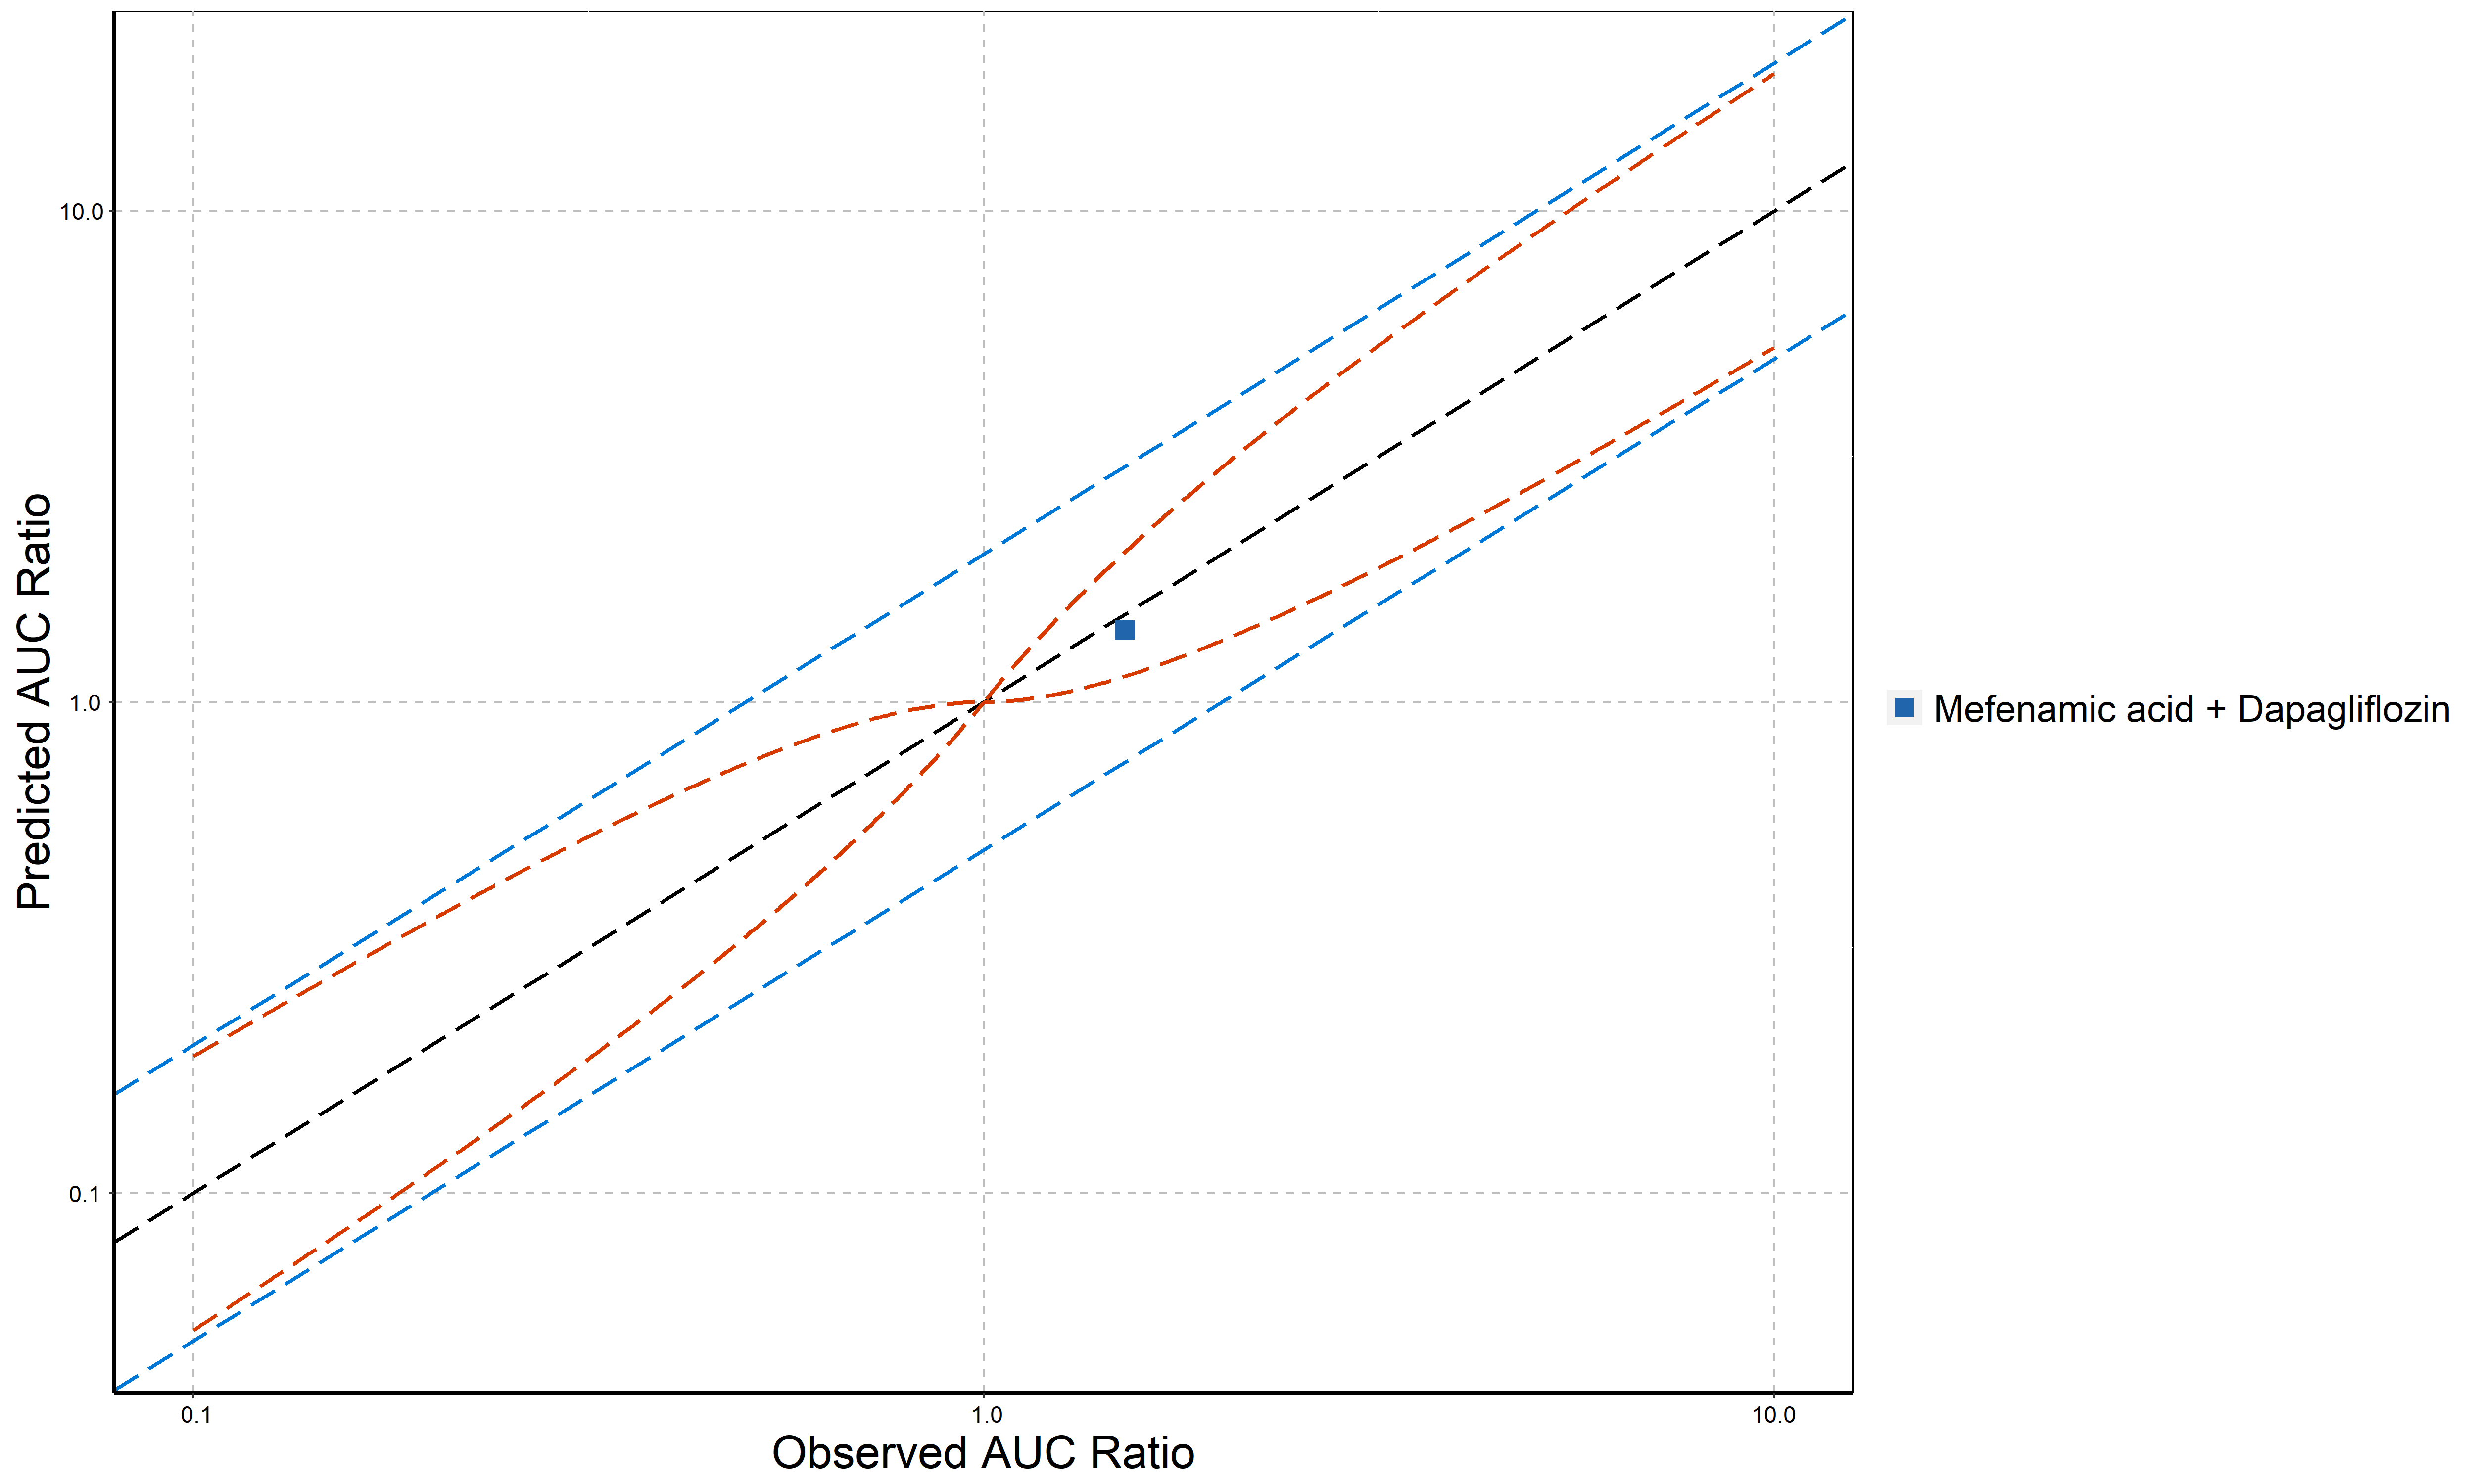 Predicted AUC Ratio
10.0
1.0
0.1
0.1
1.0
10.0
Observed AUC Ratio
Mefenamic acid + Dapagliflozin